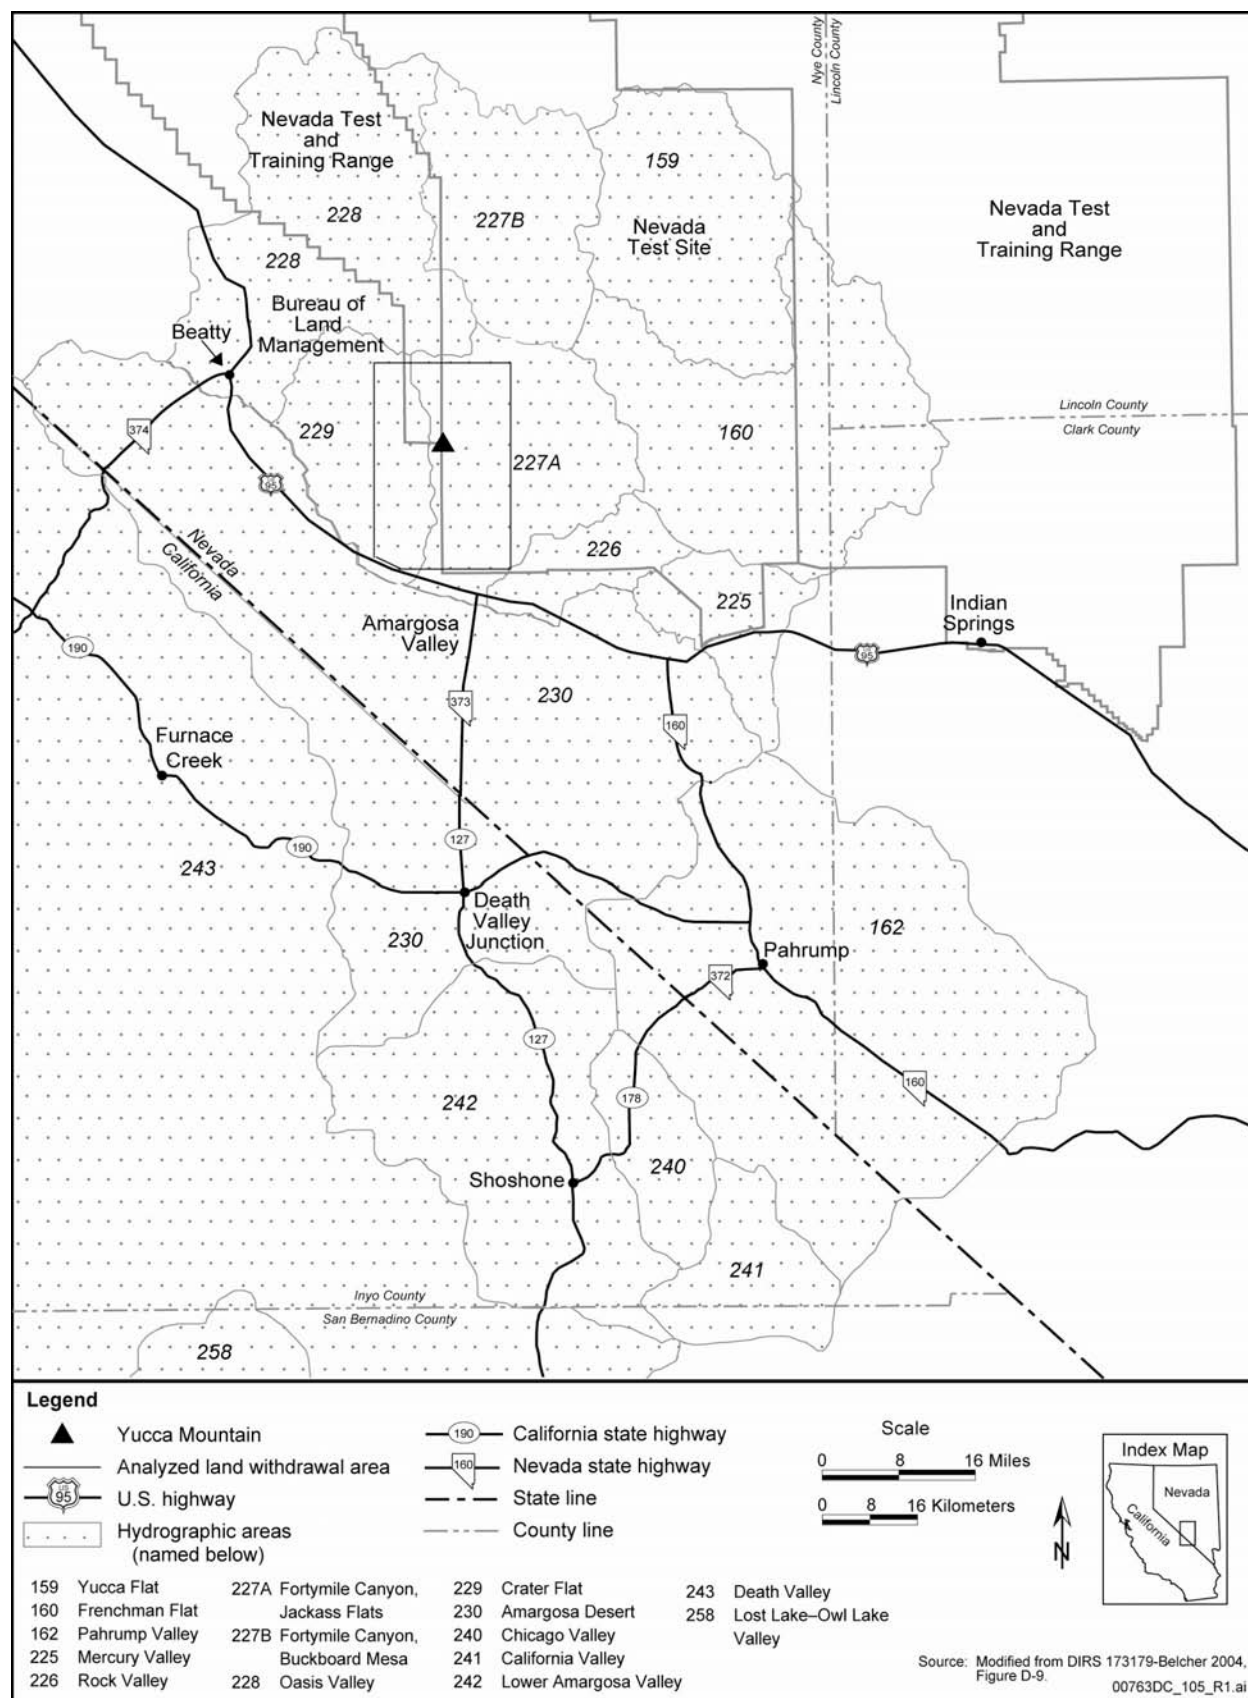 Nye County
Lincoln County
Nevada Test
and
Training Range
159
228
227B
Nevada
Test Site
Nevada Test
and
Training Range
228
Bureau of
Land
Management
Beatty
374
229
160
Lincoln County
Clark County
227A
US
95
226
Nevada
California
225
Indian
Springs
Amargosa
Valley
190
US
95
373
230
160
Furnace
Creek
127
190
243
Death
Valley
Junction
230
162
Pahrump
372
127
178
160
242
240
Shoshone
241
Inyo County
San Bernadino County
258
Legend
Yucca Mountain
Analyzed land withdrawal area
US
95
U.S. highway
Hydrographic areas
(named below)
190
California state highway
160
Nevada state highway
State line
County line
Scale
0 8 16 Miles
0 8 16 Kilometers
N
Index Map
Nevada
California
159 Yucca Flat
160 Frenchman Flat
162 Pahrump Valley
225 Mercury Valley
226 Rock Valley
227A Fortymile Canyon,
Jackass Flats
227B Fortymile Canyon,
Buckboard Mesa
228 Oasis Valley
229 Crater Flat
230 Amargosa Desert
240 Chicago Valley
241 California Valley
242 Lower Amargosa Valley
243 Death Valley
258 Lost Lake–Owl Lake
Valley
Source: Modified from DIRS 173179-Belcher 2004,
Figure D-9.
00763DC_105_R1.ai